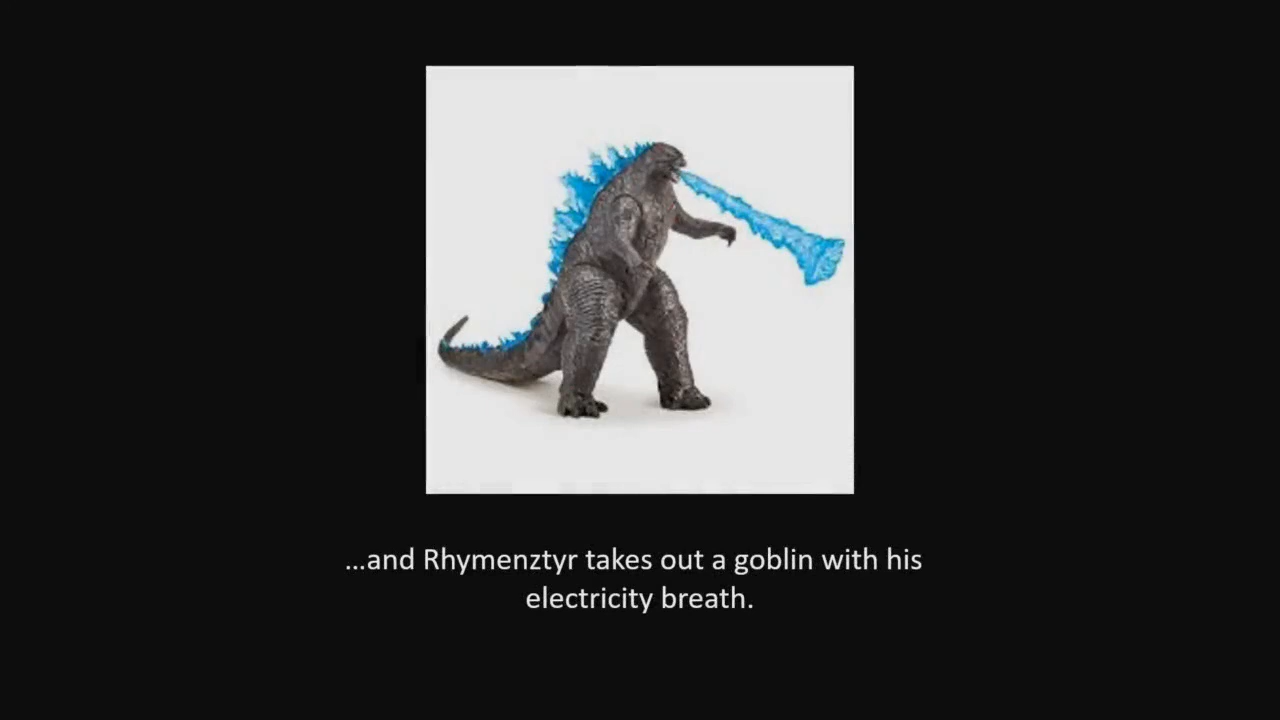 …and Rhymenztyr takes out a goblin with his
electricity breath.